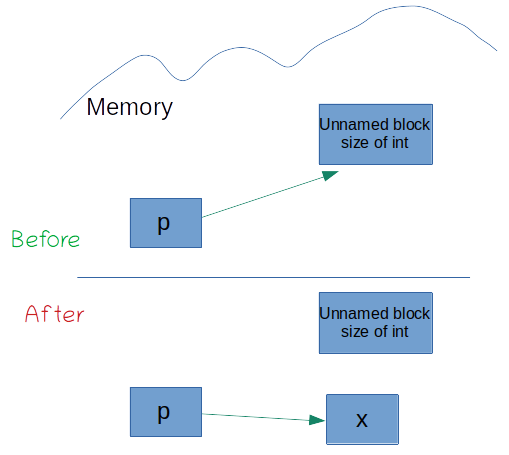 Memory
Unnamed block
size of int
p
Before
After
Unnamed block
size of int
p
x